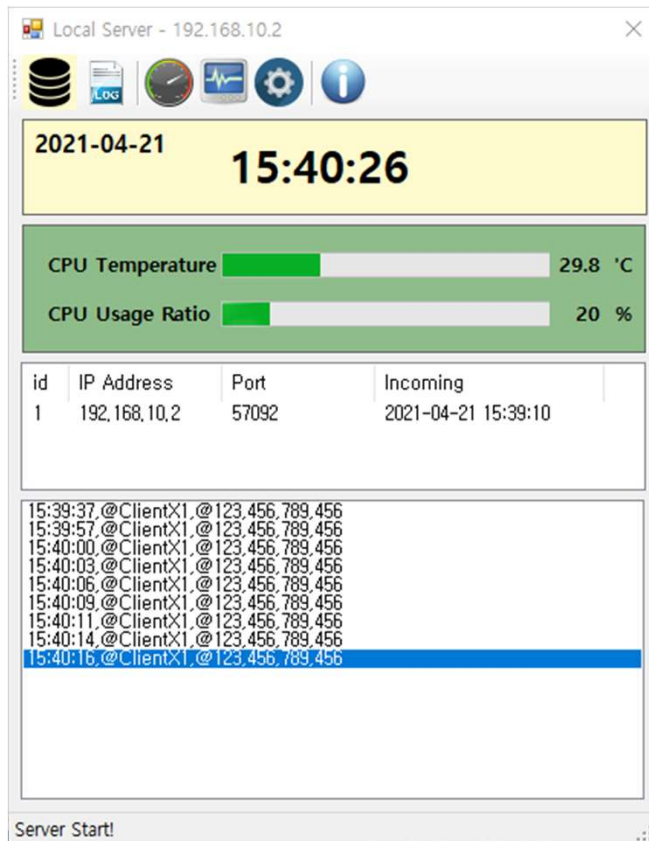 Local Server - 192.168.10.2
LOG
2021-04-21
15:40:26
CPU Temperature 29.8 'C
CPU Usage Ratio 20 %
id IP Address Port Incoming
1 192,168,10,2 57092 2021-04-21 15:39:10
15:39:37,@ClientX1,@123,456,789,456
15:39:57,@ClientX1,@123,456,789,456
15:40:00,@ClientX1,@123,456,789,456
15:40:03,@ClientX1,@123,456,789,456
15:40:06,@ClientX1,@123,456,789,456
15:40:09,@ClientX1,@123,456,789,456
15:40:11,@ClientX1,@123,456,789,456
15:40:14,@ClientX1,@123,456,789,456
15:40:16,@ClientX1,@123,456,789,456
Server Start!